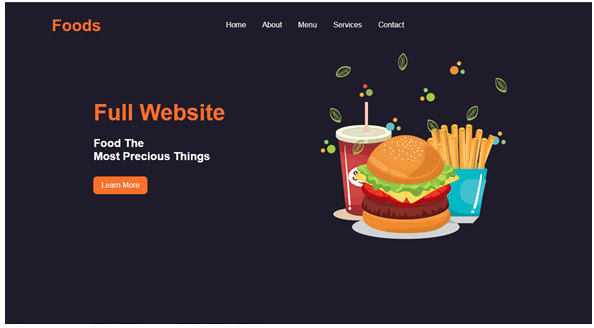 Foods
Home About Menu Services Contact
Full Website
Food The
Most Precious Things
Learn More